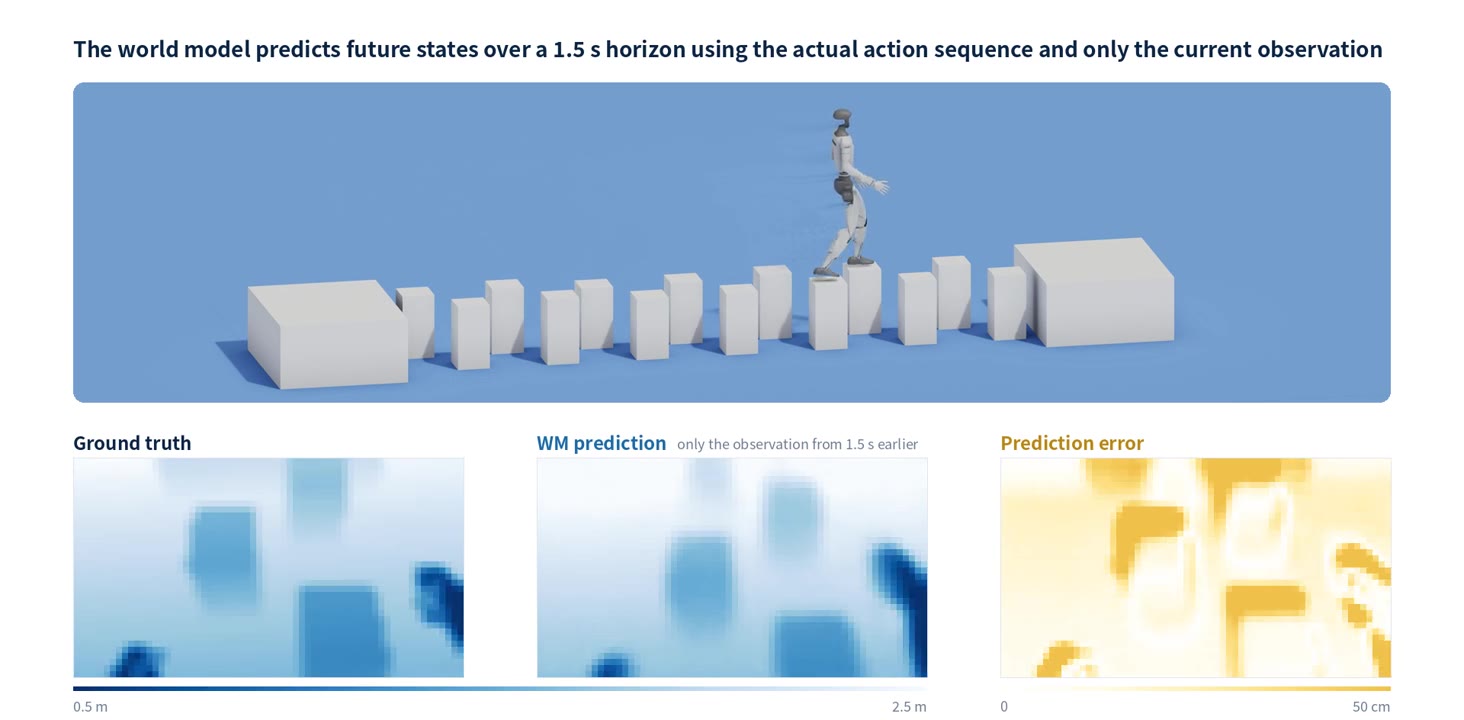 The world model predicts future states over a 1.5 s horizon using the actual action sequence and only the current observation
Ground truth
WM prediction only the observation from 1.5 s earlier
Prediction error
0.5 m
2.5 m
0
50 cm